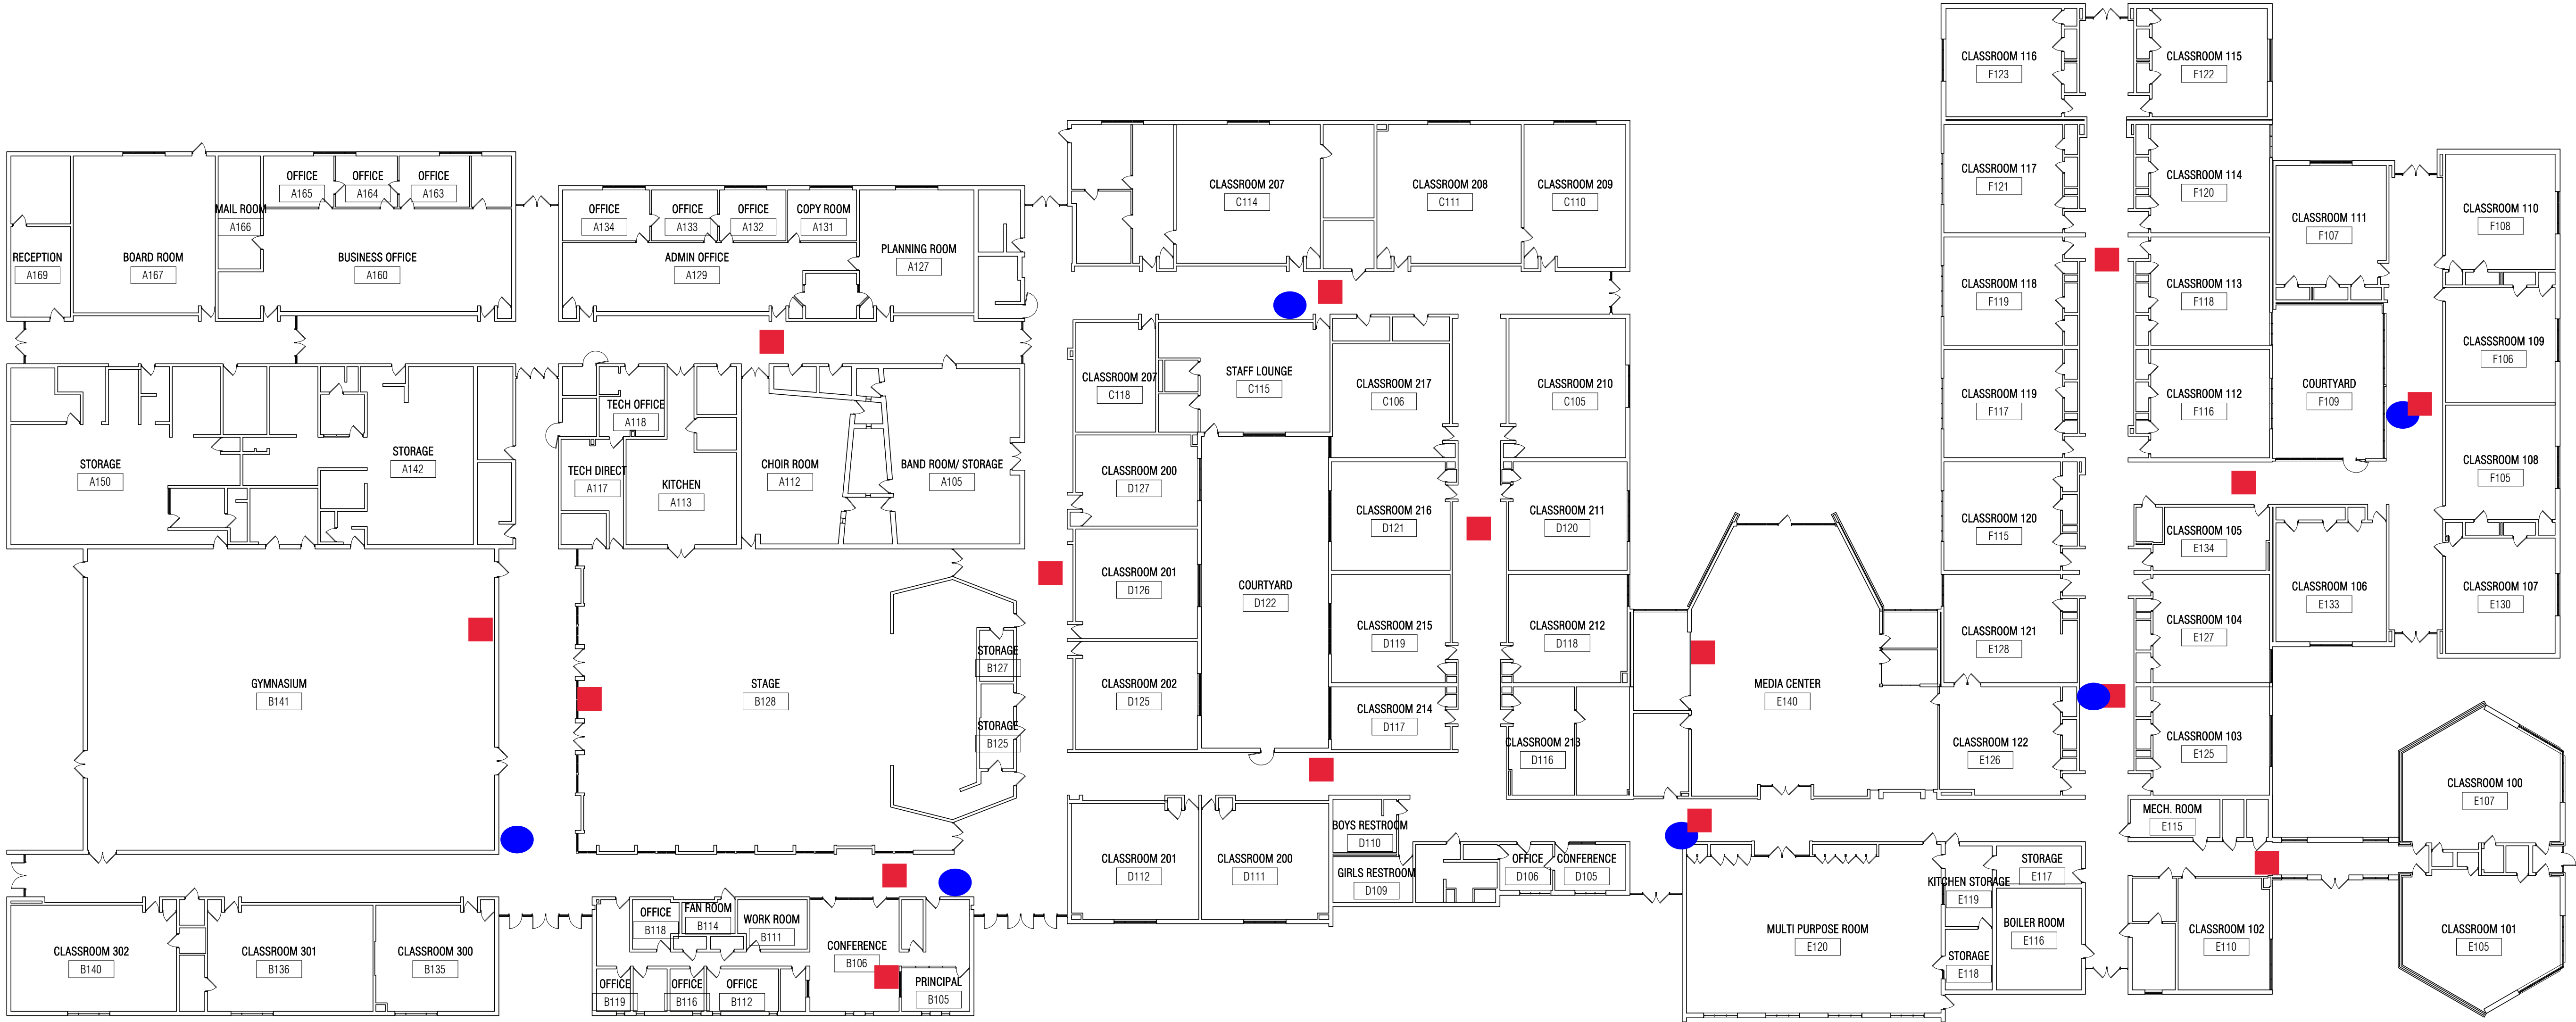 CLASSROOM 116
F123
CLASSROOM 115
F122
CLASSROOM 117
F121
CLASSROOM 114
F120
CLASSROOM 118
F119
CLASSROOM 113
F118
CLASSROOM 119
F117
CLASSROOM 112
F116
CLASSROOM 120
F115
CLASSROOM 111
F107
COURTYARD
F109
CLASSROOM 110
F108
CLASSSROOM 109
F106
CLASSROOM 108
F105
CLASSROOM 107
E130
CLASSROOM 105
E134
CLASSROOM 106
E133
CLASSROOM 104
E127
CLASSROOM 121
E128
CLASSROOM 122
E126
CLASSROOM 103
E125
MECH. ROOM
E115
CLASSROOM 100
E107
CLASSROOM 101
E105
CLASSROOM 102
E110
RECEPTION
A169
BOARD ROOM
A167
MAIL ROOM
A166
OFFICE
A165
OFFICE
A164
OFFICE
A163
BUSINESS OFFICE
A160
OFFICE
A134
OFFICE
A133
OFFICE
A132
COPY ROOM
A131
ADMIN OFFICE
A129
PLANNING ROOM
A127
STORAGE
A150
STORAGE
A142
TECH OFFICE
A118
TECH DIRECT
A117
KITCHEN
A113
CHOIR ROOM
A112
BAND ROOM/ STORAGE
A105
GYMNASIUM
B141
STAGE
B128
STORAGE
B127
STORAGE
B125
CLASSROOM 302
B140
CLASSROOM 301
B136
CLASSROOM 300
B135
OFFICE
B118
FAN ROOM
B114
WORK ROOM
B111
CONFERENCE
B106
OFFICE
B119
OFFICE
B116
OFFICE
B112
PRINCIPAL
B105
CLASSROOM 207
C114
CLASSROOM 208
C111
CLASSROOM 209
C110
CLASSROOM 207
C118
STAFF LOUNGE
C115
CLASSROOM 217
C106
CLASSROOM 210
C105
CLASSROOM 200
D127
CLASSROOM 201
D126
CLASSROOM 202
D125
COURTYARD
D122
CLASSROOM 216
D121
CLASSROOM 211
D120
CLASSROOM 215
D119
CLASSROOM 212
D118
CLASSROOM 214
D117
CLASSROOM 213
D116
CLASSROOM 201
D112
CLASSROOM 200
D111
BOYS RESTROOM
D110
GIRLS RESTROOM
D109
OFFICE
D106
CONFERENCE
D105
MEDIA CENTER
E140
MULTI PURPOSE ROOM
E120
STORAGE
E117
KITCHEN STORAGE
E119
BOILER ROOM
E116
STORAGE
E118